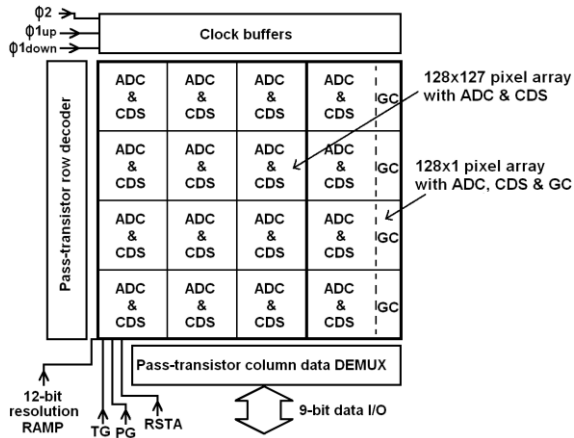 ϕ2
ϕ1up
ϕ1down
Clock buffers
Pass-transistor row decoder
ADC & CDS
ADC & CDS
ADC & CDS
ADC & CDS
GC
ADC & CDS
ADC & CDS
ADC & CDS
ADC & CDS
GC
ADC & CDS
ADC & CDS
ADC & CDS
ADC & CDS
GC
ADC & CDS
ADC & CDS
ADC & CDS
ADC & CDS
GC
128x127 pixel array
with ADC & CDS
128x1 pixel array
with ADC, CDS & GC
Pass-transistor column data DEMUX
12-bit
resolution
RAMP
TG
PG
RSTA
9-bit data I/O